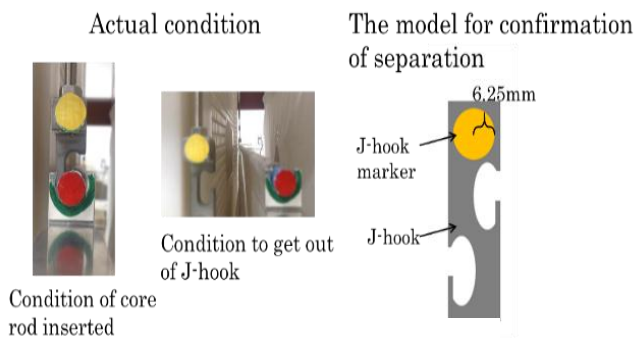 Actual condition
The model for confirmation
of separation
6.25mm
J-hook
marker
J-hook
Condition to get out
of J-hook
Condition of core
rod inserted